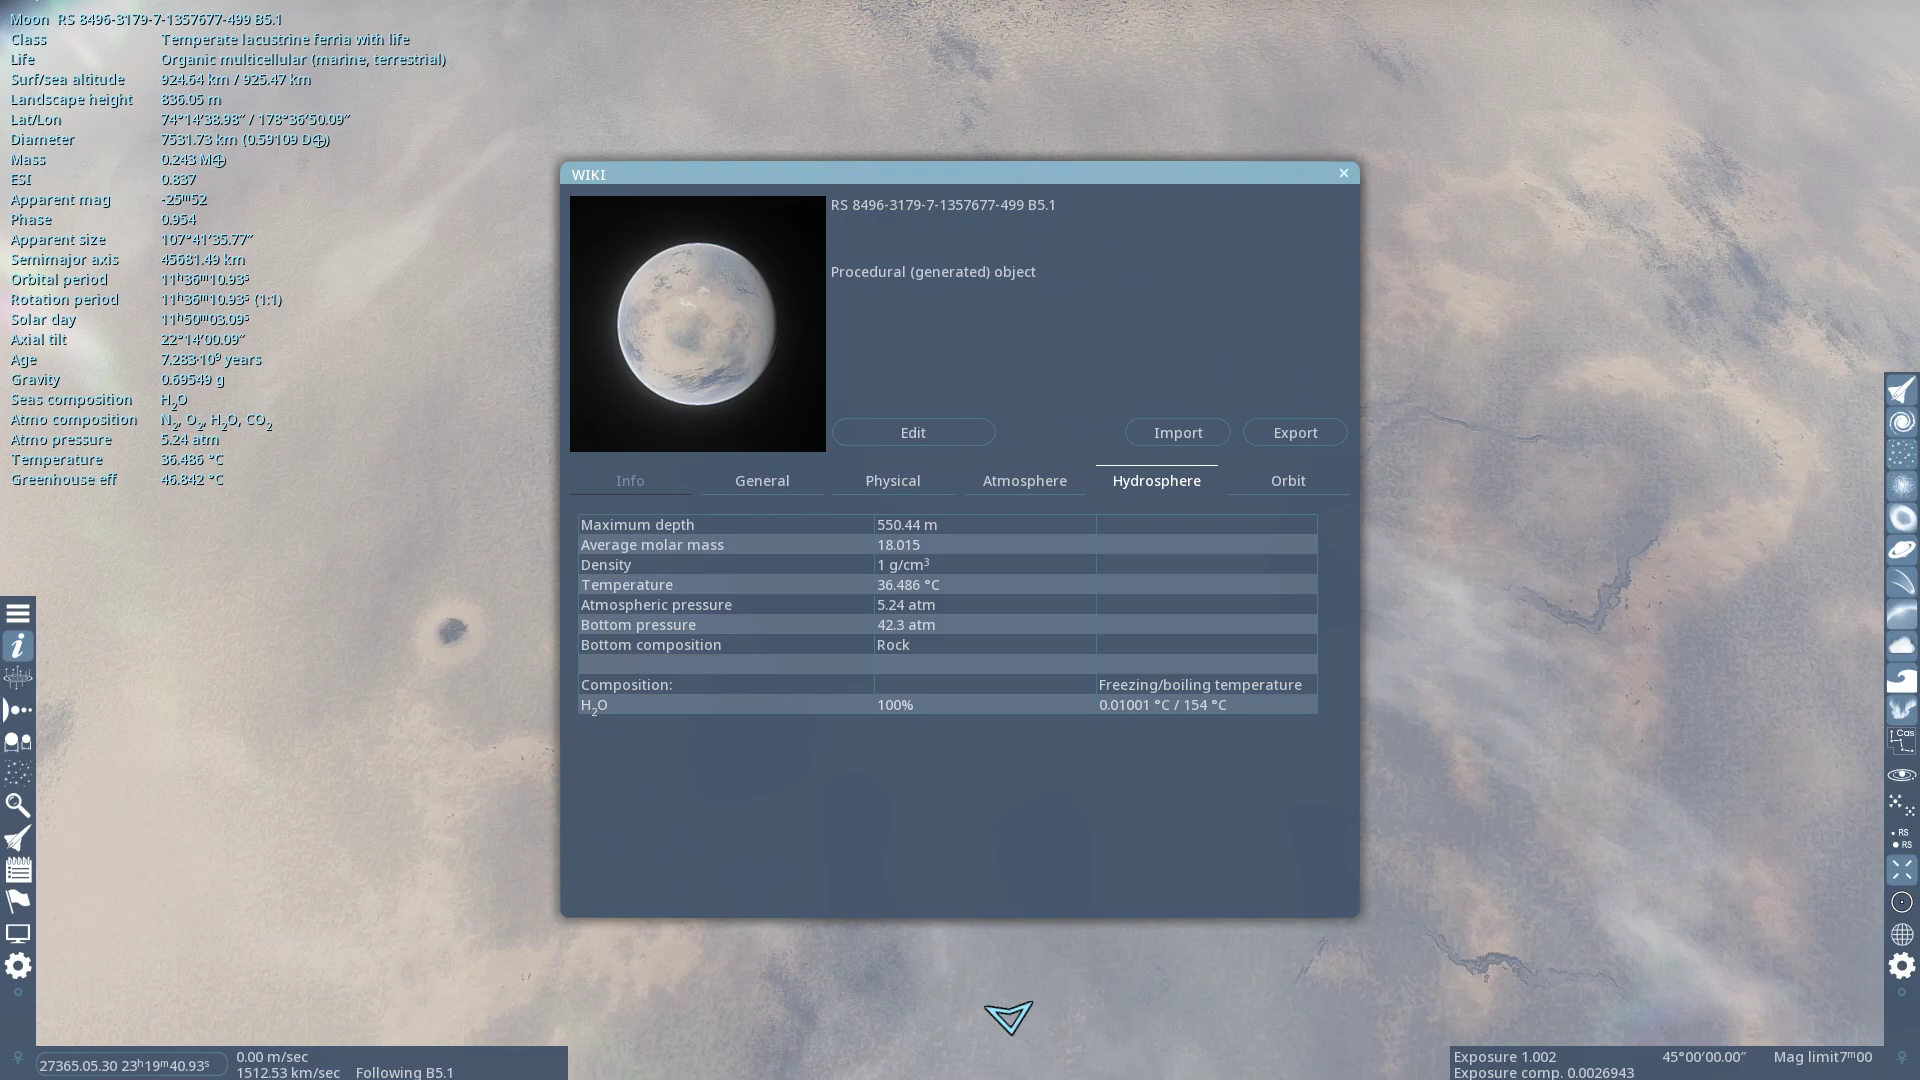 Moon RS 8496-3179-7-1357677-499 B5.1
Class Temperate lacustrine ferria with life
Life Organic multicellular (marine, terrestrial)
Surf/sea altitude 924.64 km / 925.47 km
Landscape height 836.05 m
Lat/Lon 74°14′38.98″ / 178°36′50.09″
Diameter 7531.73 km (0.59109 D⊕)
Mass 0.243 M⊕
ESI 0.837
Apparent mag -25ᵐ52
Phase 0.954
Apparent size 107°41′35.77″
Semimajor axis 45681.49 km
Orbital period 11ʰ36ᵐ10.93ˢ
Rotation period 11ʰ36ᵐ10.93ˢ (1:1)
Solar day 11ʰ50ᵐ03.09ˢ
Axial tilt 22°14′00.09″
Age 7.283·10⁹ years
Gravity 0.69549 g
Seas composition H₂O
Atmo composition N₂, O₂, H₂O, CO₂
Atmo pressure 5.24 atm
Temperature 36.486 °C
Greenhouse eff 46.842 °C
WIKI
RS 8496-3179-7-1357677-499 B5.1
Procedural (generated) object
Edit Import Export
Info General Physical Atmosphere Hydrosphere Orbit
Maximum depth 550.44 m
Average molar mass 18.015
Density 1 g/cm³
Temperature 36.486 °C
Atmospheric pressure 5.24 atm
Bottom pressure 42.3 atm
Bottom composition Rock
Composition: Freezing/boiling temperature
H₂O 100% 0.01001 °C / 154 °C
Cas
RS
RS
27365.05.30 23ʰ19ᵐ40.93ˢ
0.00 m/sec
1512.53 km/sec Following B5.1
Exposure 1.002 45°00′00.00″ Mag limit7ᵐ00
Exposure comp. 0.0026943